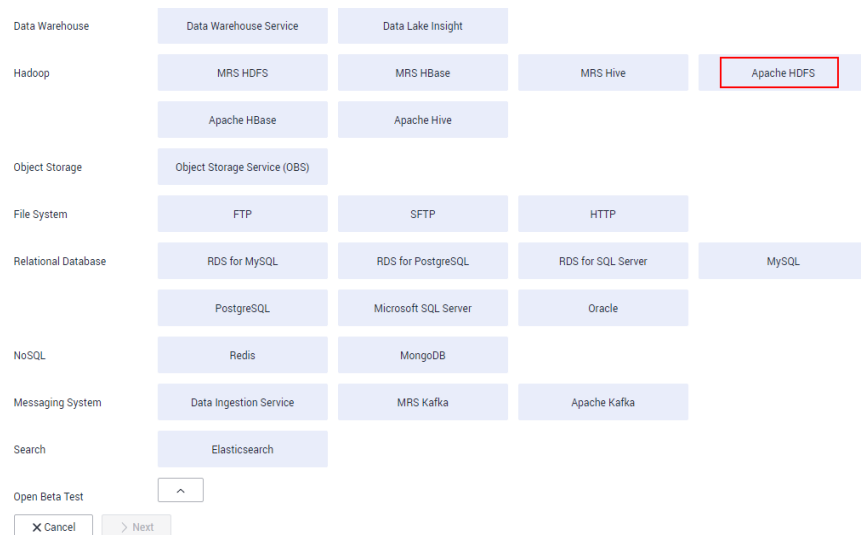 Data Warehouse Data Warehouse Service Data Lake Insight
Hadoop MRS HDFS MRS HBase MRS Hive Apache HDFS
Apache HBase Apache Hive
Object Storage Object Storage Service (OBS)
File System FTP SFTP HTTP
Relational Database RDS for MySQL RDS for PostgreSQL RDS for SQL Server MySQL
PostgreSQL Microsoft SQL Server Oracle
NoSQL Redis MongoDB
Messaging System Data Ingestion Service MRS Kafka Apache Kafka
Search Elasticsearch
Open Beta Test
Cancel Next